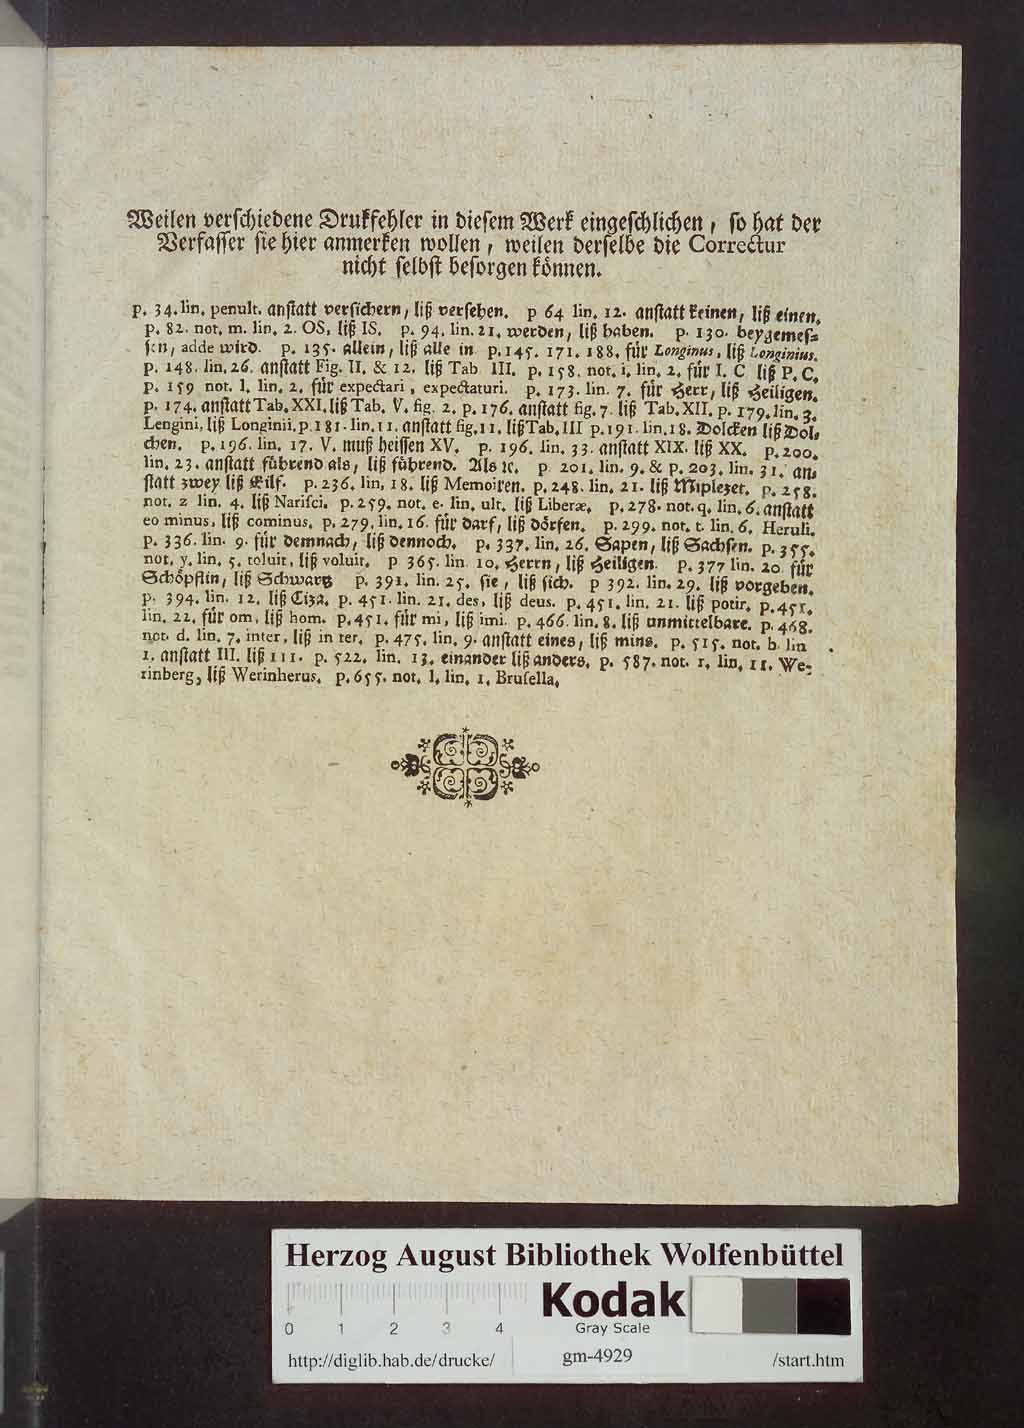 Weilen verschiedene Drukfehler in diesem Werk eingeschlichen, so hat der
Verfasser sie hier anmerken wollen, weilen derselbe die Correctur
nicht selbst besorgen können.
p. 34. lin. penult. anstatt versichern, liß versehen. p 64 lin. 12. anstatt keinen, liß einen.
p. 82. not. m. lin. 2. OS, liß IS. p. 94. lin. 21. werden, liß haben. p. 130. beygemes=
sen, adde wird. p. 135. allein, liß alle in p. 145. 171. 188. für Longinus, liß Longinius.
p. 148. lin. 26. anstatt Fig. II. & 12. liß Tab III. p. 158. not. i. lin. 2. für I. C liß P. C.
p. 159 not. l. lin. 2. für expectari, expectaturi. p. 173. lin. 7. für Herr, liß Heiligen.
p. 174. anstatt Tab. XXI. liß Tab. V. fig. 2. p. 176. anstatt fig. 7. liß Tab. XII. p. 179. lin. 3.
Lengini, liß Longinii. p. 181. lin. 11. anstatt fig. 11. liß Tab. III p. 191. lin. 18. Dolcken liß Dol=
chen. p. 196. lin. 17. V. muß heissen XV. p. 196. lin. 33. anstatt XIX. liß XX. p. 200.
lin. 23. anstatt führend als, liß führend. Als ꝛc. p. 201. lin. 9. & p. 203. lin. 31. an=
statt zwey liß Eilf. p. 236. lin. 18. liß Memoiren. p. 248. lin. 21. liß Miplezet. p. 258.
not. z lin. 4. liß Narisci. p. 259. not. e. lin. ult. liß Liberæ. p. 278. not. q. lin. 6. anstatt
eo minus, liß cominus. p. 279. lin. 16. für darf, liß dörfen. p. 299. not. t. lin. 6. Heruli.
p. 336. lin. 9. für demnach, liß dennoch. p. 337. lin. 26. Sapen, liß Sachsen. p. 355.
not. y. lin. 5. toluit, liß voluit. p 365. lin. 10. Herrn, liß Heiligen. p. 377 lin. 20 für
Schöpflin, liß Schwartz p. 391. lin. 25. sie, liß sich. p 392. lin. 29. liß vorgeben.
p. 394. lin. 12. liß Ciza. p. 451. lin. 21. des, liß deus. p. 451. lin. 21. liß potir. p. 451.
lin. 22. für om, liß hom. p. 451. für mi, liß imi. p. 466. lin. 8. liß unmittelbare. p. 468.
not. d. lin. 7. inter, liß in ter. p. 475. lin. 9. anstatt eines, liß mins. p. 515. not. b. lin
1. anstatt III. liß 111. p. 522. lin. 13. einander liß anders. p. 587. not. 1. lin. 11. We=
rinberg, liß Werinherus. p. 655. not. l. lin. 1. Brusella.
Herzog August Bibliothek Wolfenbüttel
Kodak
0 1 2 3 4 Gray Scale
http://diglib.hab.de/drucke/ gm-4929 /start.htm